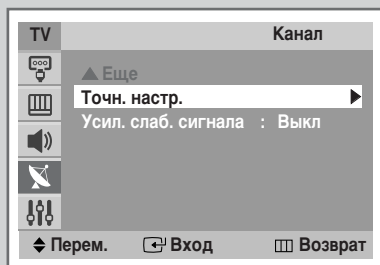 TV Канал
▲ Еще
Точн. настр. ▶
Усил. слаб. сигнала : Выкл
Перем. Вход Возврат